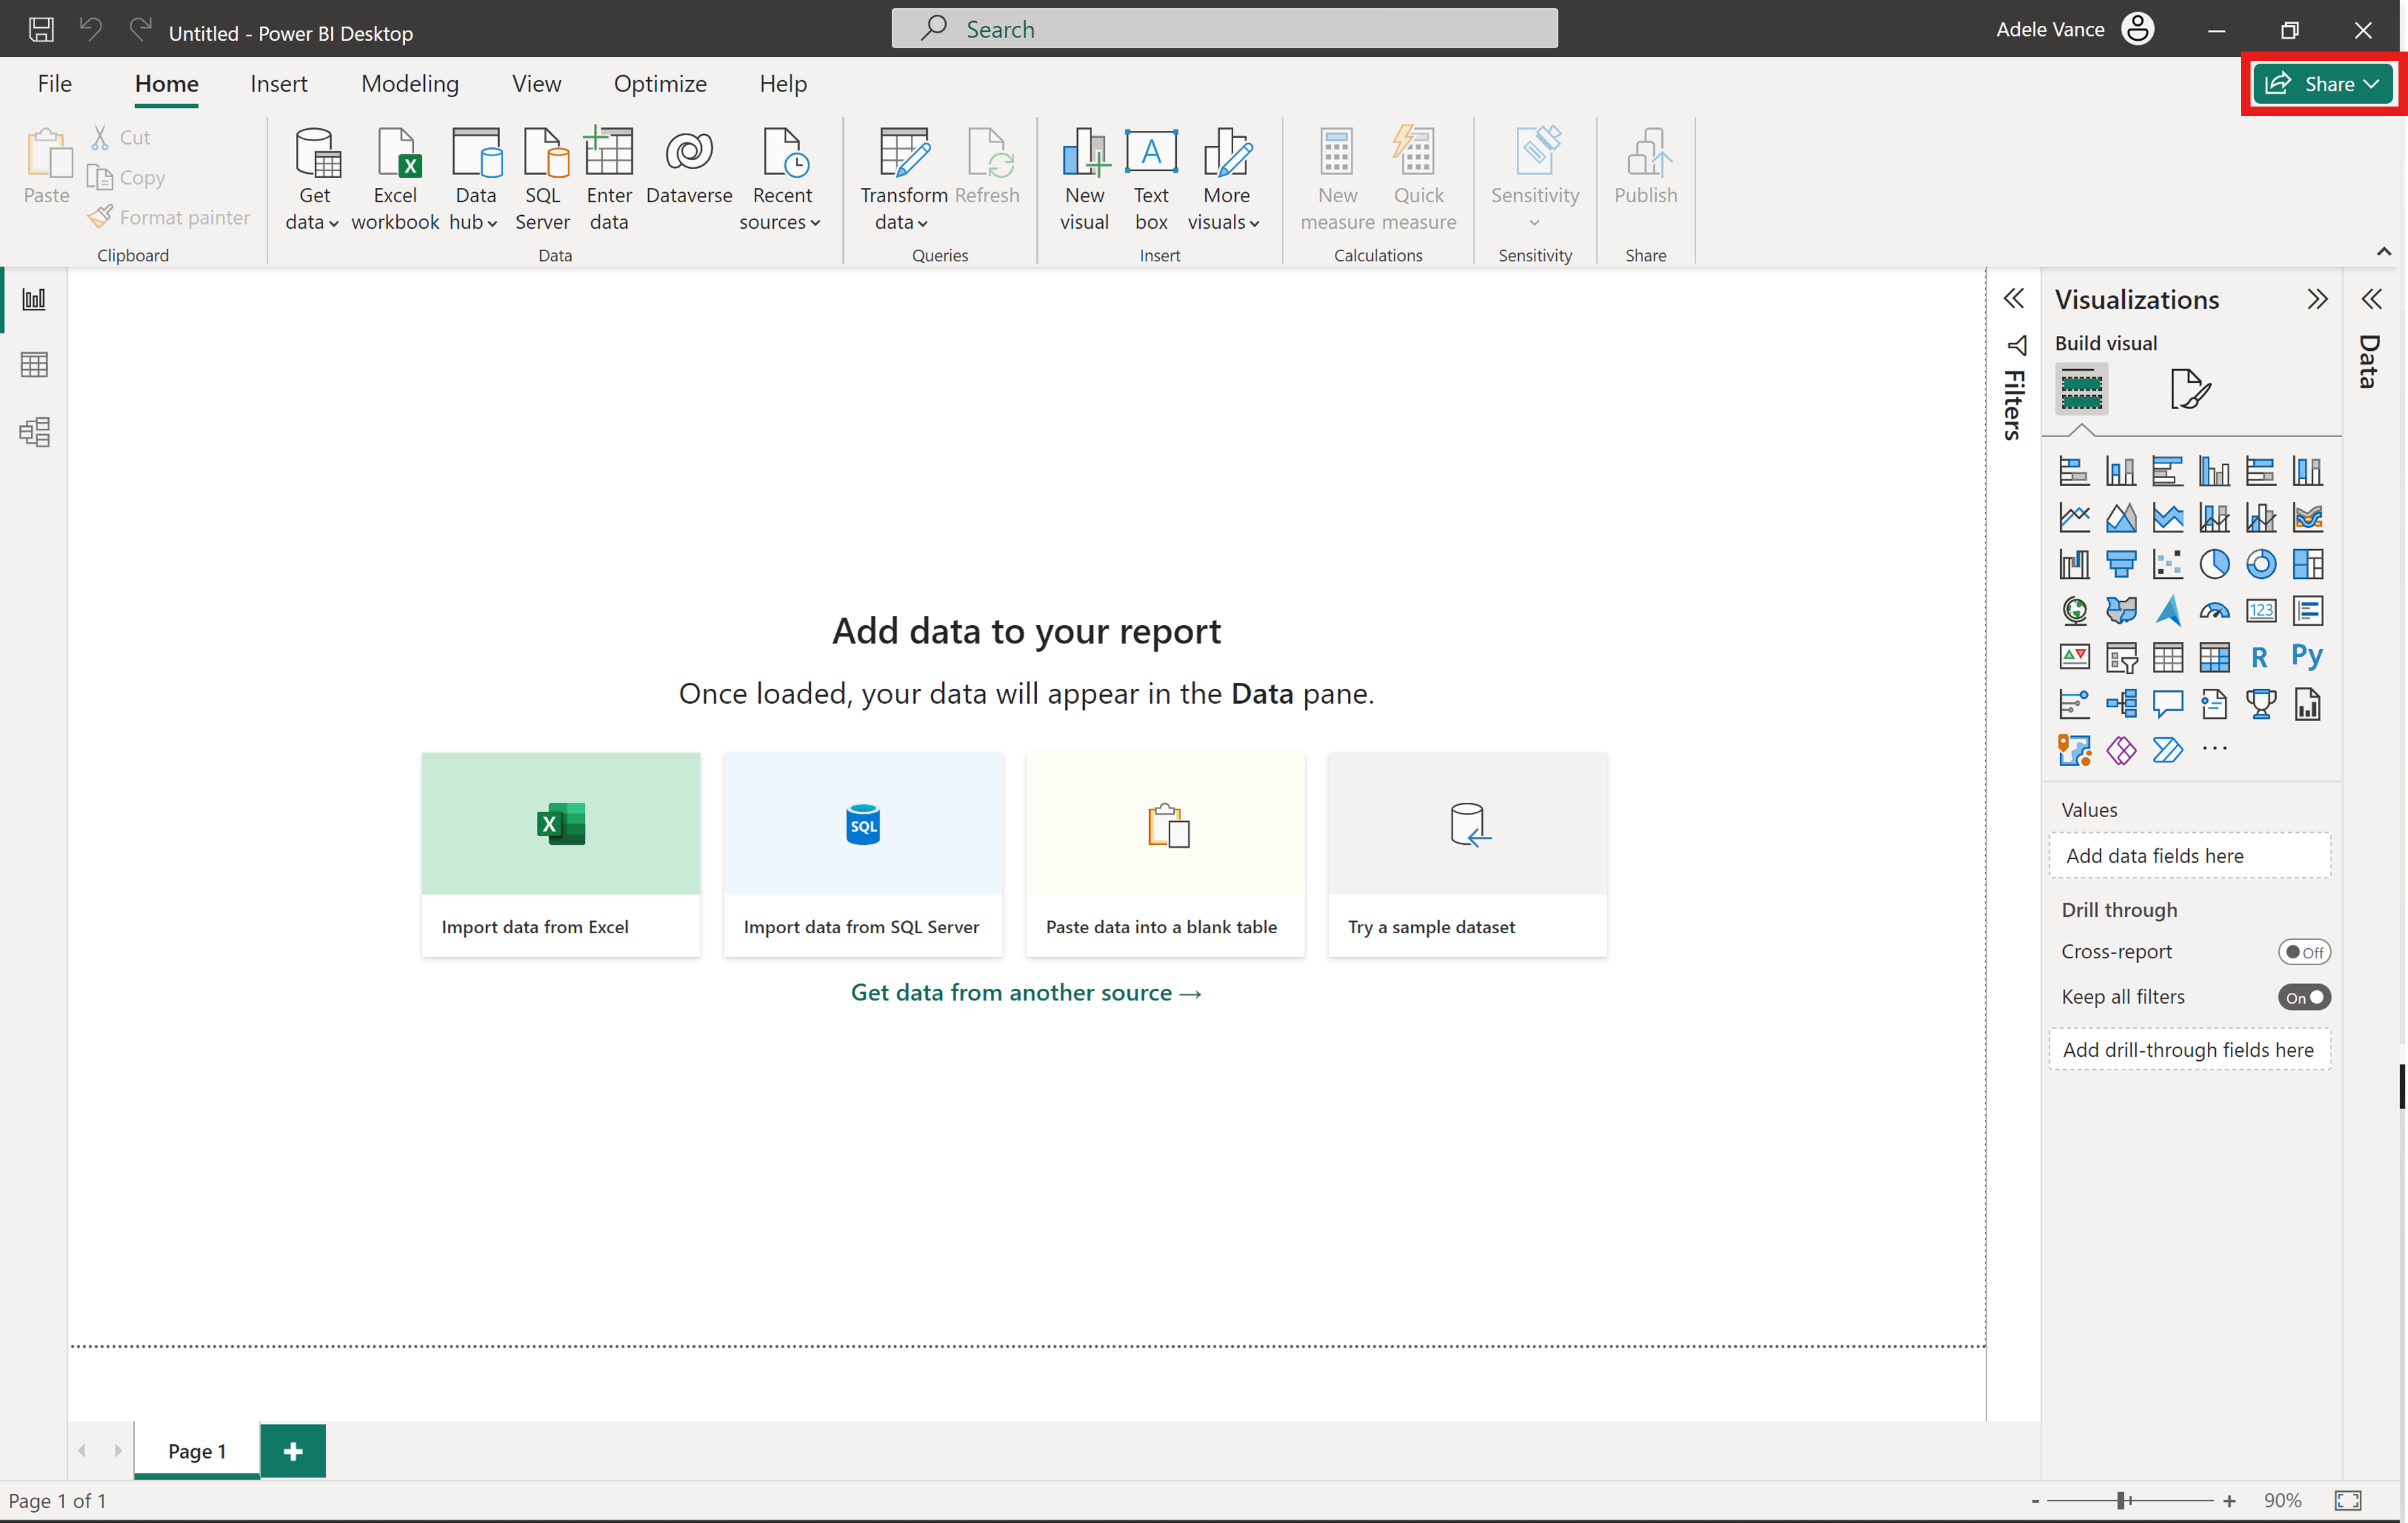 Untitled - Power BI Desktop
Search
Adele Vance
File
Home
Insert
Modeling
View
Optimize
Help
Share
Paste
Cut
Copy
Format painter
Clipboard
Get
data
Excel
workbook
Data
hub
SQL
Server
Enter
data
Dataverse
Recent
sources
Data
Transform
data
Refresh
Queries
New
visual
Text
box
More
visuals
Insert
New
measure
Quick
measure
Calculations
Sensitivity
Sensitivity
Publish
Share
Filters
Visualizations
Build visual
Data
123
R
Py
Add data to your report
Once loaded, your data will appear in the Data pane.
SQL
Import data from Excel
Import data from SQL Server
Paste data into a blank table
Try a sample dataset
Get data from another source →
Values
Add data fields here
Drill through
Cross-report
Off
Keep all filters
On
Add drill-through fields here
Page 1
Page 1 of 1
90%